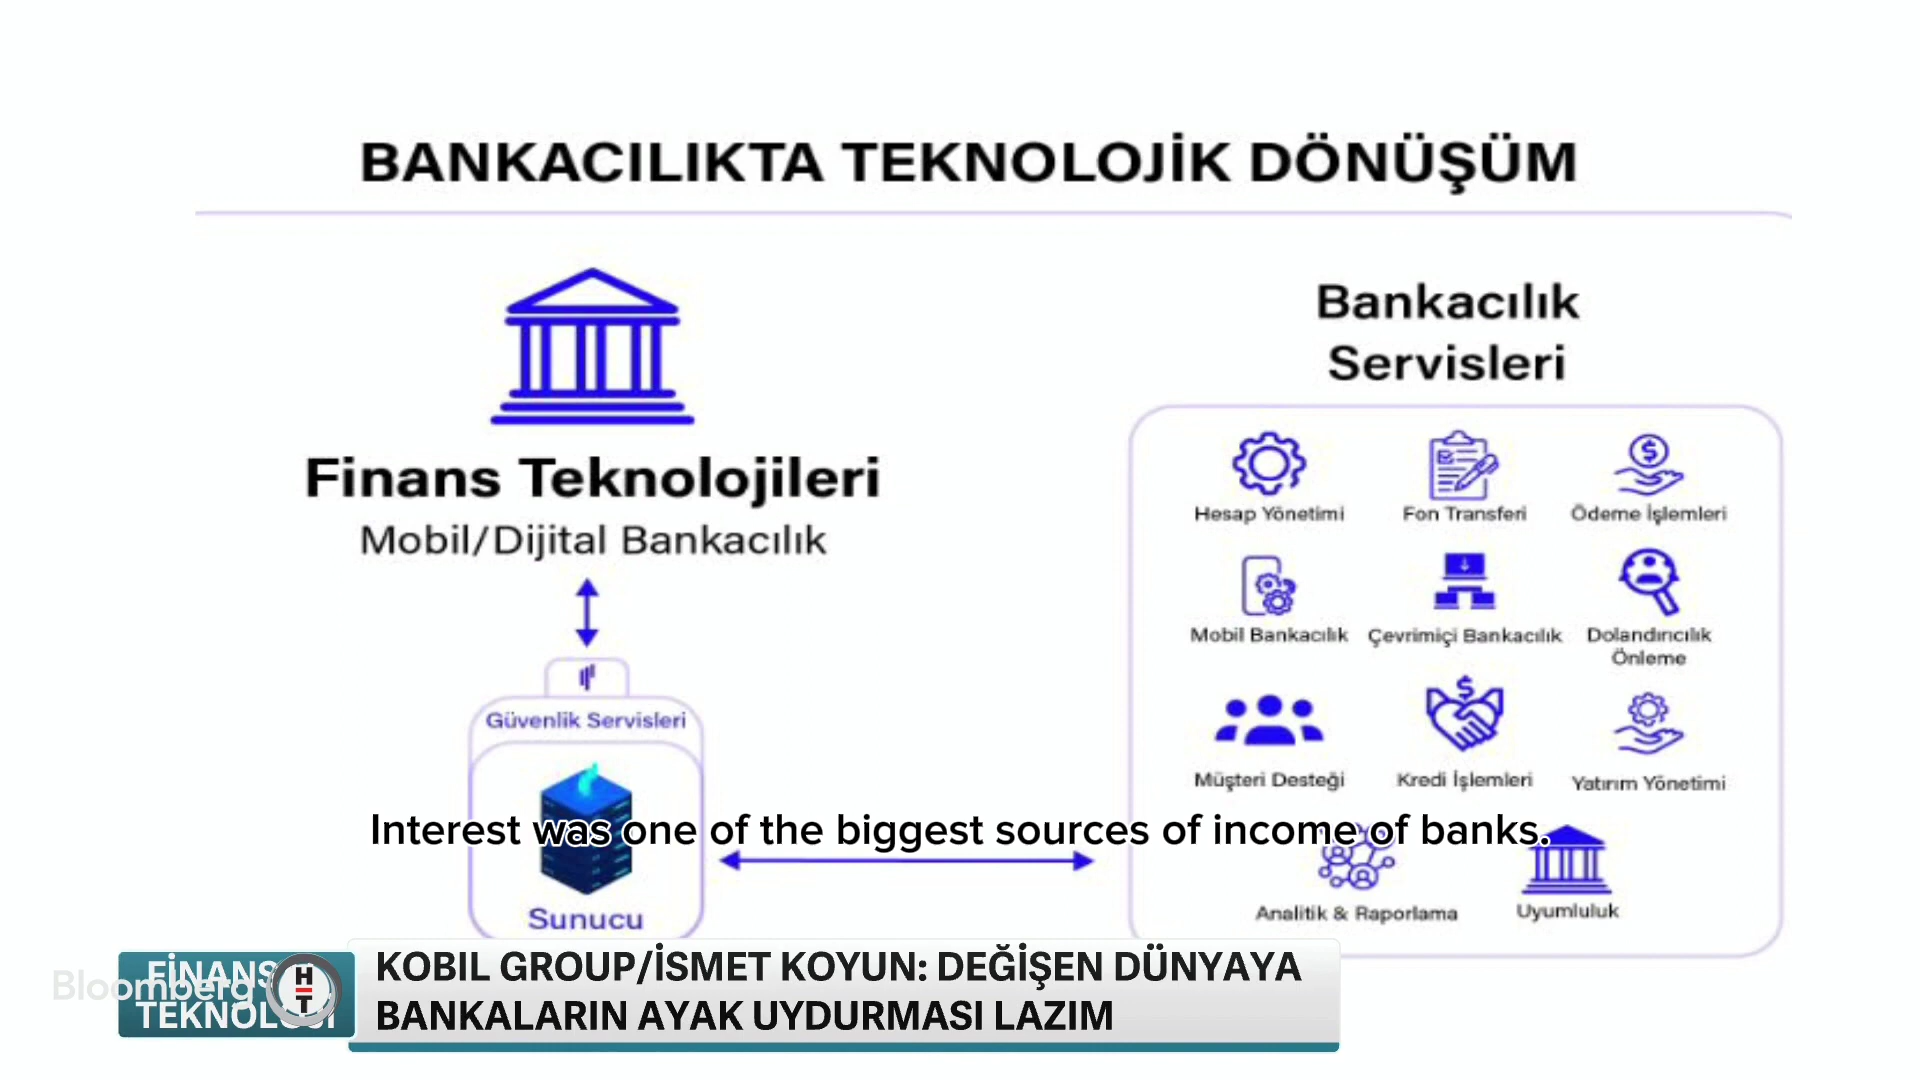 BANKACILIKTA TEKNOLOJİK DÖNÜŞÜM
Finans Teknolojileri
Mobil/Dijital Bankacılık
Güvenlik Servisleri
Sunucu
Bankacılık
Servisleri
Hesap Yönetimi
Fon Transferi
Ödeme İşlemleri
Mobil Bankacılık
Çevrimiçi Bankacılık
Dolandırıcılık
Önleme
Müşteri Desteği
Kredi İşlemleri
Yatırım Yönetimi
Analitik & Raporlama
Uyumluluk
Interest was one of the biggest sources of income of banks.
Bloomberg HT
FİNANS
TEKNOLOJİ
KOBIL GROUP/İSMET KOYUN: DEĞİŞEN DÜNYAYA
BANKALARIN AYAK UYDURMASI LAZIM